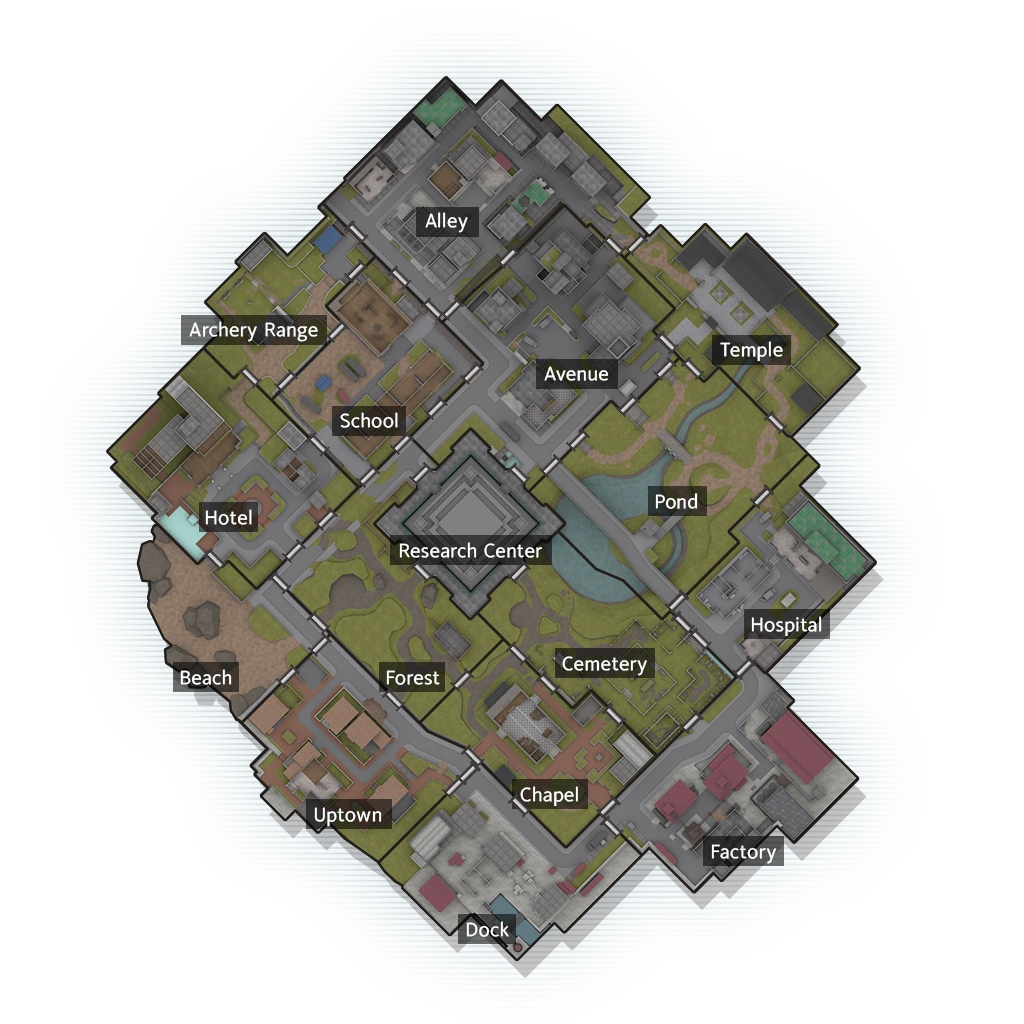 Alley
Archery Range
Temple
Avenue
School
Pond
Hotel
Research Center
Hospital
Cemetery
Beach
Forest
Chapel
Uptown
Factory
Dock